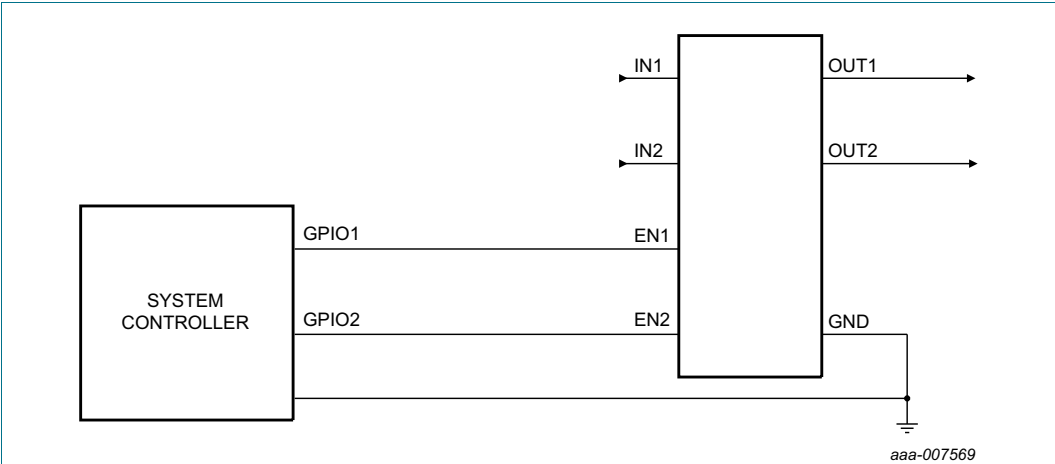 IN1
OUT1
IN2
OUT2
GPIO1
EN1
SYSTEM
CONTROLLER
GPIO2
EN2
GND
aaa-007569